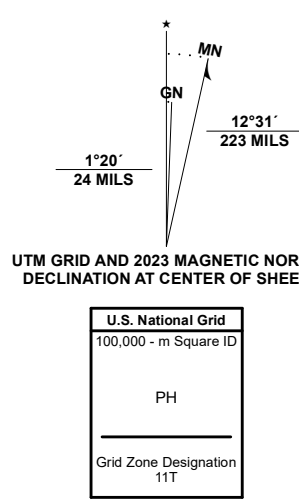 ★
MN
GN
12°31´
223 MILS
1°20´
24 MILS
UTM GRID AND 2023 MAGNETIC NOR
DECLINATION AT CENTER OF SHEE
U.S. National Grid
100,000 - m Square ID
PH
Grid Zone Designation
11T